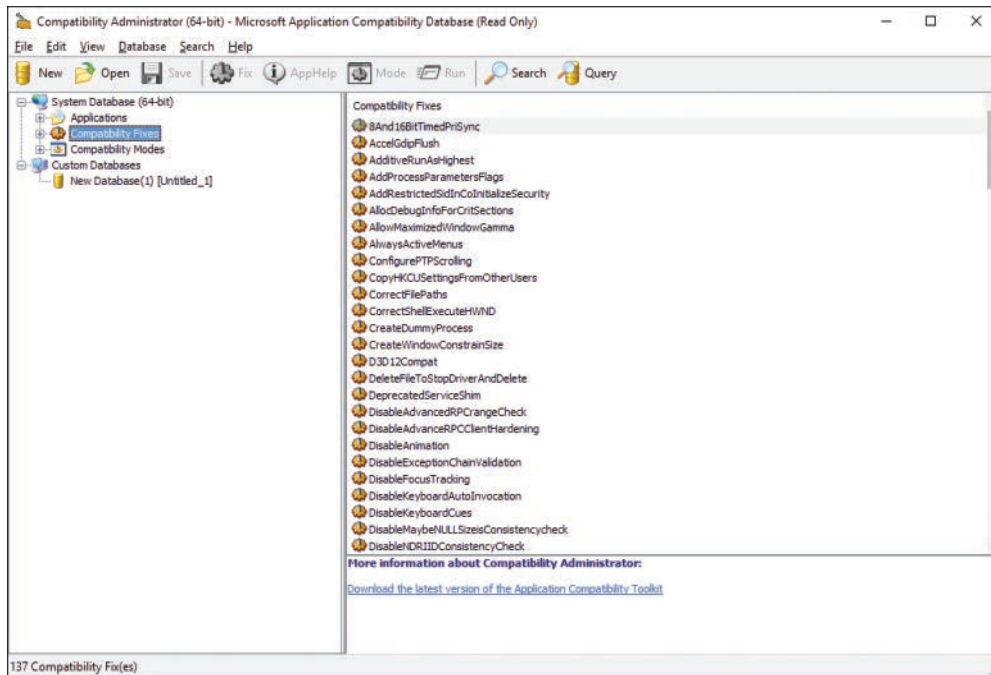 Compatibility Administrator (64-bit) - Microsoft Application Compatibility Database (Read Only)
File Edit View Database Search Help
New Open Save Fix AppHelp Mode Run Search Query
System Database (64-bit)
Applications
Compatibility Fixes
Compatibility Modes
Custom Databases
New Database(1) [Untitled_1]
Compatibility Fixes
8And16BitTimedPriSync
AccelGdipFlush
AdditiveRunAsHighest
AddProcessParametersFlags
AddRestrictedSidInCoInitializeSecurity
AllocDebugInfoForCritSections
AllowMaximizedWindowGamma
AlwaysActiveMenus
ConfigurePTPScrolling
CopyHKCUSettingsFromOtherUsers
CorrectFilePaths
CorrectShellExecuteHWND
CreateDummyProcess
CreateWindowConstrainSize
D3D12Compat
DeleteFileToStopDriverAndDelete
DeprecatedServiceShim
DisableAdvancedRPCrangeCheck
DisableAdvanceRPCClientHardening
DisableAnimation
DisableExceptionChainValidation
DisableFocusTracking
DisableKeyboardAutoInvocation
DisableKeyboardCues
DisableMaybeNULLSizeisConsistencycheck
DisableNDRIIDConsistencyCheck
More information about Compatibility Administrator:
Download the latest version of the Application Compatibility Toolkit
137 Compatibility Fix(es)